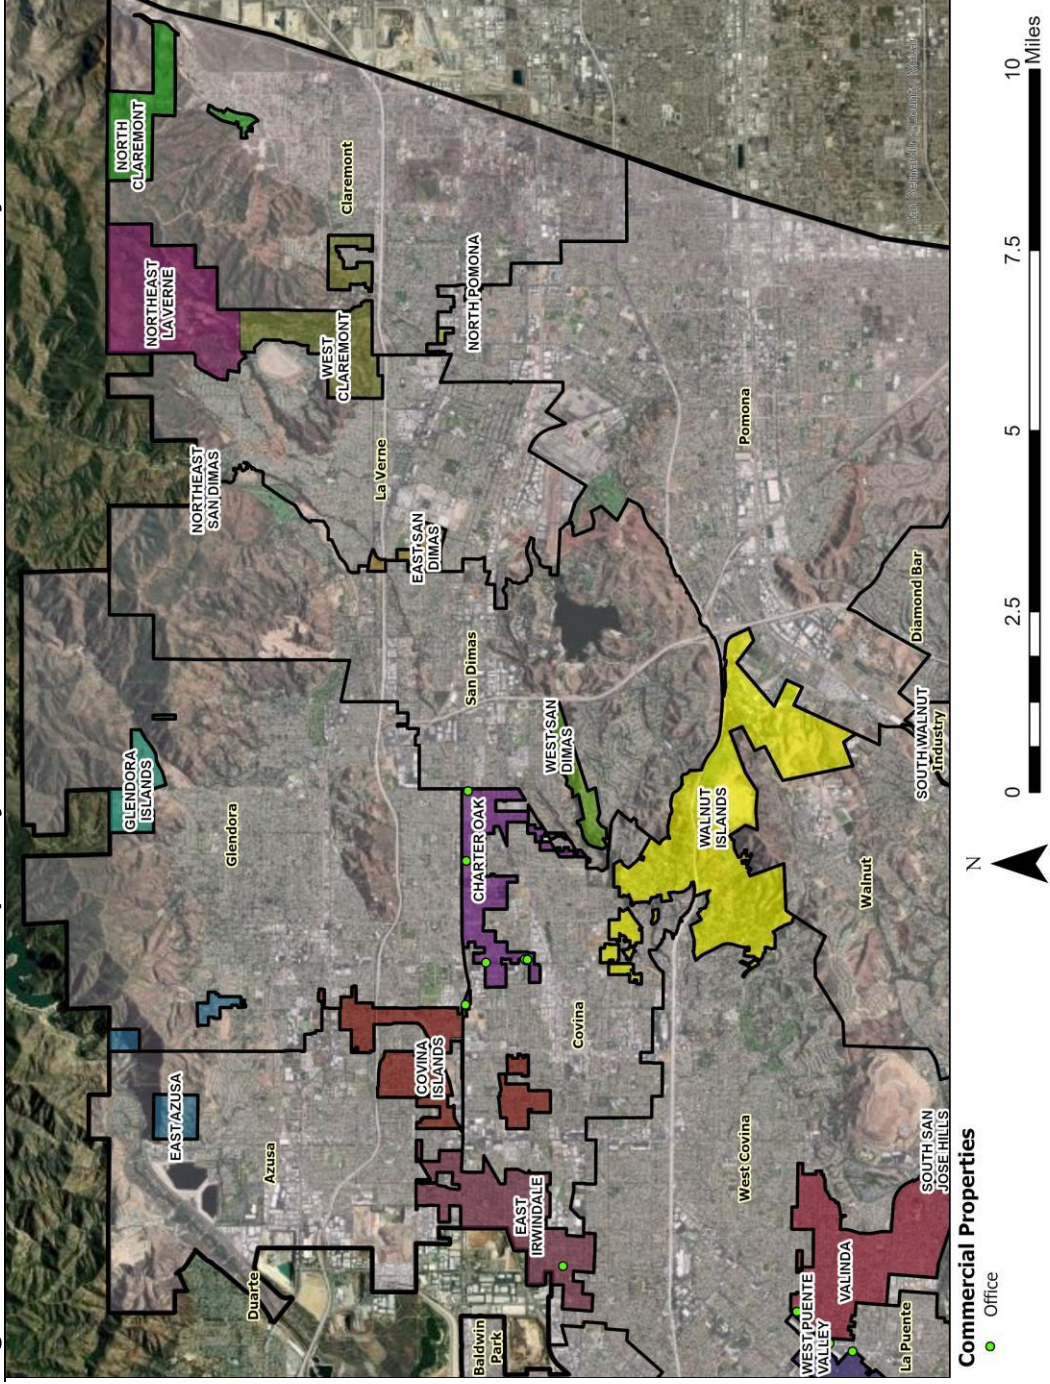 NORTH
CLAREMONT
GLENDORA
ISLANDS
NORTHEAST
LA VERNE
EAST AZUSA
NORTHEAST
SAN DIMAS
Glendora
Duarte
Azusa
WEST
CLAREMONT
Claremont
La Verne
COVINA
ISLANDS
EAST SAN
DIMAS
San Dimas
CHARTER OAK
NORTH POMONA
Baldwin
Park
EAST
IRWINDALE
WEST SAN
DIMAS
Covina
WALNUT
ISLANDS
West Covina
Pomona
WEST PUENTE
VALLEY
VALINDA
Walnut
La Puente
SOUTH SAN
JOSE HILLS
SOUTH WALNUT
Industry
Diamond Bar
Commercial Properties
Office
N
0
2.5
5
7.5
10
Miles